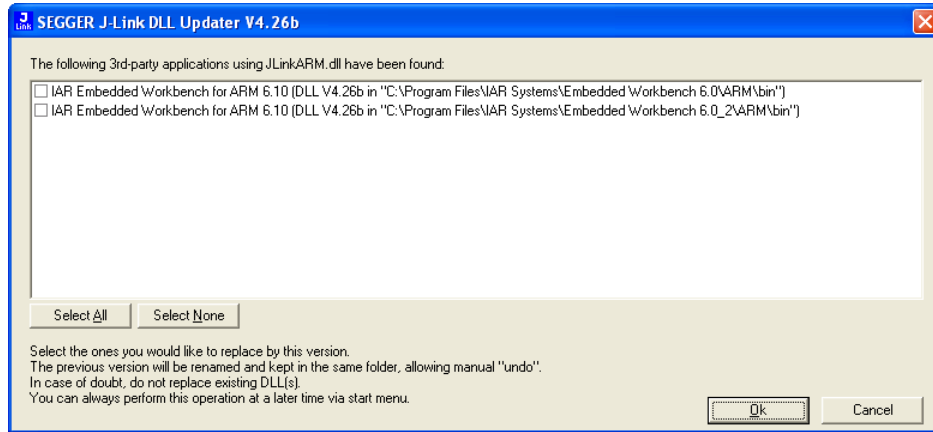 J Link SEGGER J-Link DLL Updater V4.26b
The following 3rd-party applications using JLinkARM.dll have been found:
IAR Embedded Workbench for ARM 6.10 (DLL V4.26b in "C:\Program Files\IAR Systems\Embedded Workbench 6.0\ARM\bin")
IAR Embedded Workbench for ARM 6.10 (DLL V4.26b in "C:\Program Files\IAR Systems\Embedded Workbench 6.0_2\ARM\bin")
Select All Select None
Select the ones you would like to replace by this version.
The previous version will be renamed and kept in the same folder, allowing manual "undo".
In case of doubt, do not replace existing DLL(s).
You can always perform this operation at a later time via start menu.
Ok Cancel